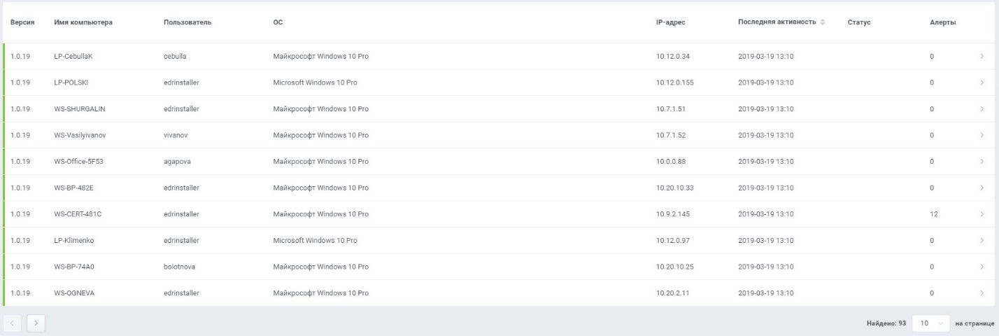 Версия Имя компьютера Пользователь ОС IP-адрес Последняя активность Статус Алерты
1.0.19 LP-CebullaK cebulla Майкрософт Windows 10 Pro 10.12.0.34 2019-03-19 13:10 0
1.0.19 LP-POLSKI edrinstaller Microsoft Windows 10 Pro 10.12.0.155 2019-03-19 13:10 0
1.0.19 WS-SHURGALIN edrinstaller Майкрософт Windows 10 Pro 10.7.1.51 2019-03-19 13:10 0
1.0.19 WS-Vasilyivanov vivanov Майкрософт Windows 10 Pro 10.7.1.52 2019-03-19 13:10 0
1.0.19 WS-Office-5F53 agapova Майкрософт Windows 10 Pro 10.0.0.88 2019-03-19 13:10 0
1.0.19 WS-BP-482E edrinstaller Майкрософт Windows 10 Pro 10.20.10.33 2019-03-19 13:10 0
1.0.19 WS-CERT-481C edrinstaller Майкрософт Windows 10 Pro 10.9.2.145 2019-03-19 13:10 12
1.0.19 LP-Klimenko edrinstaller Microsoft Windows 10 Pro 10.12.0.97 2019-03-19 13:10 0
1.0.19 WS-BP-74A0 bolotnova Майкрософт Windows 10 Pro 10.20.10.25 2019-03-19 13:10 0
1.0.19 WS-OGNEVA edrinstaller Майкрософт Windows 10 Pro 10.20.2.11 2019-03-19 13:10 0
Найдено: 93 10 на странице